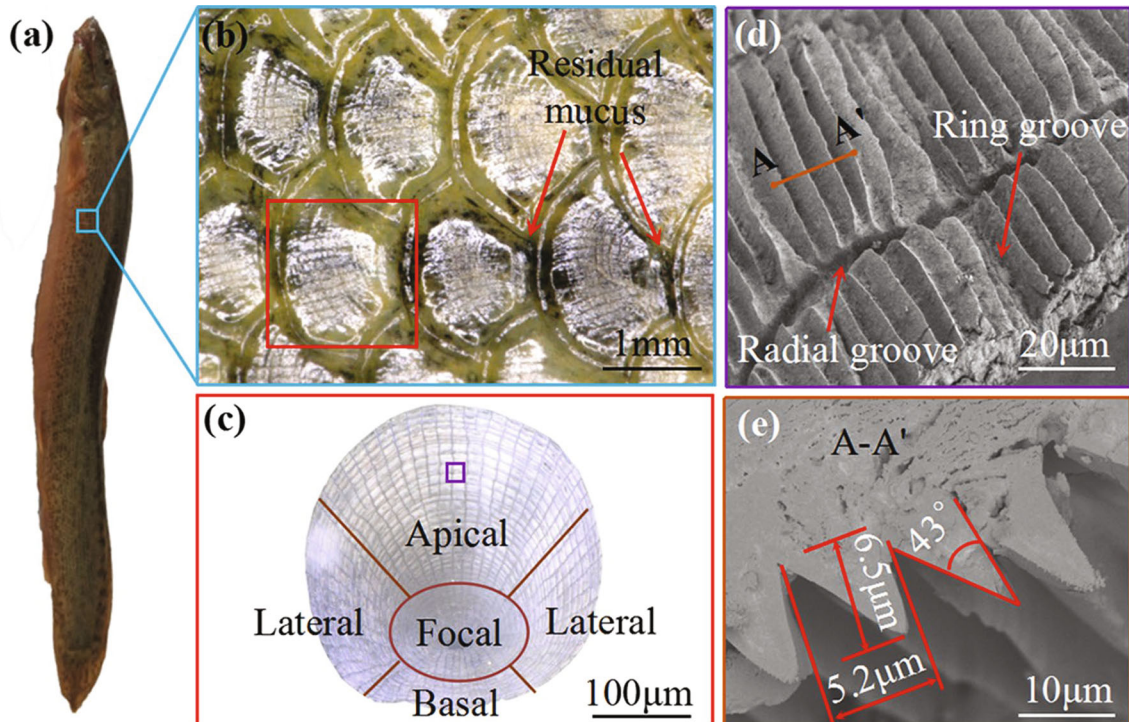 (a)
(b)
Residual
mucus
1mm
(c)
Apical
Lateral
Focal
Lateral
Basal
100μm
(d)
A
A'
Ring groove
Radial groove
20μm
(e)
A-A'
43°
6.5μm
5.2μm
10μm